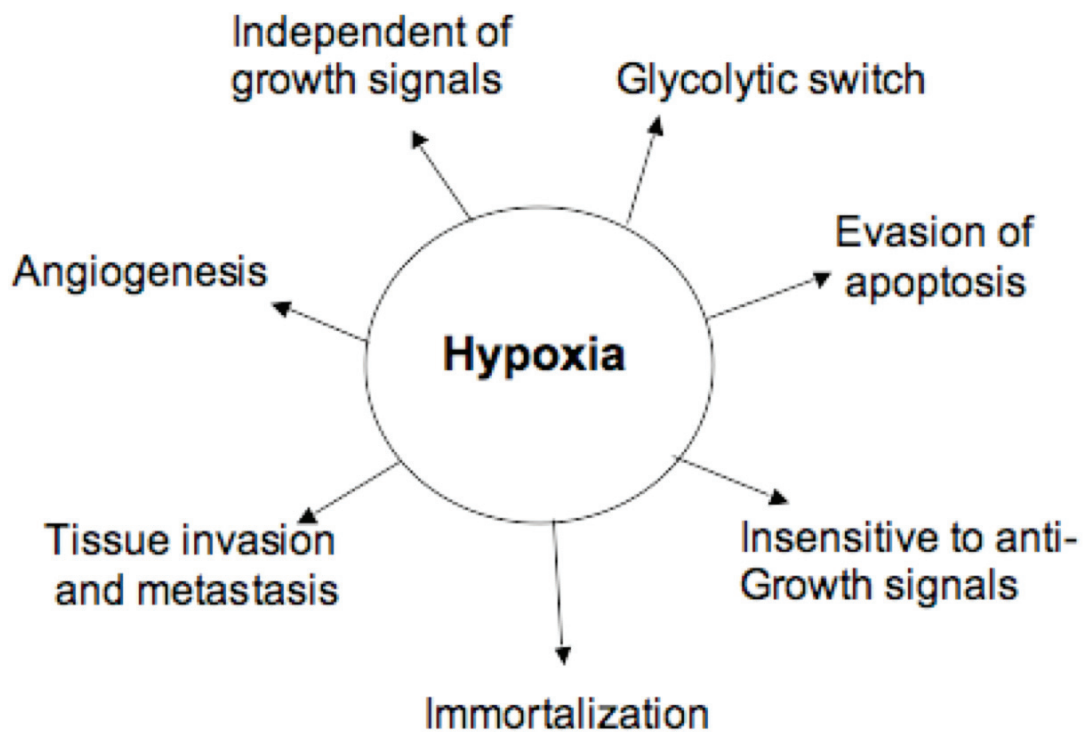 Independent of
growth signals
Glycolytic switch
Evasion of
apoptosis
Angiogenesis
Hypoxia
Tissue invasion
and metastasis
Insensitive to anti-
Growth signals
Immortalization